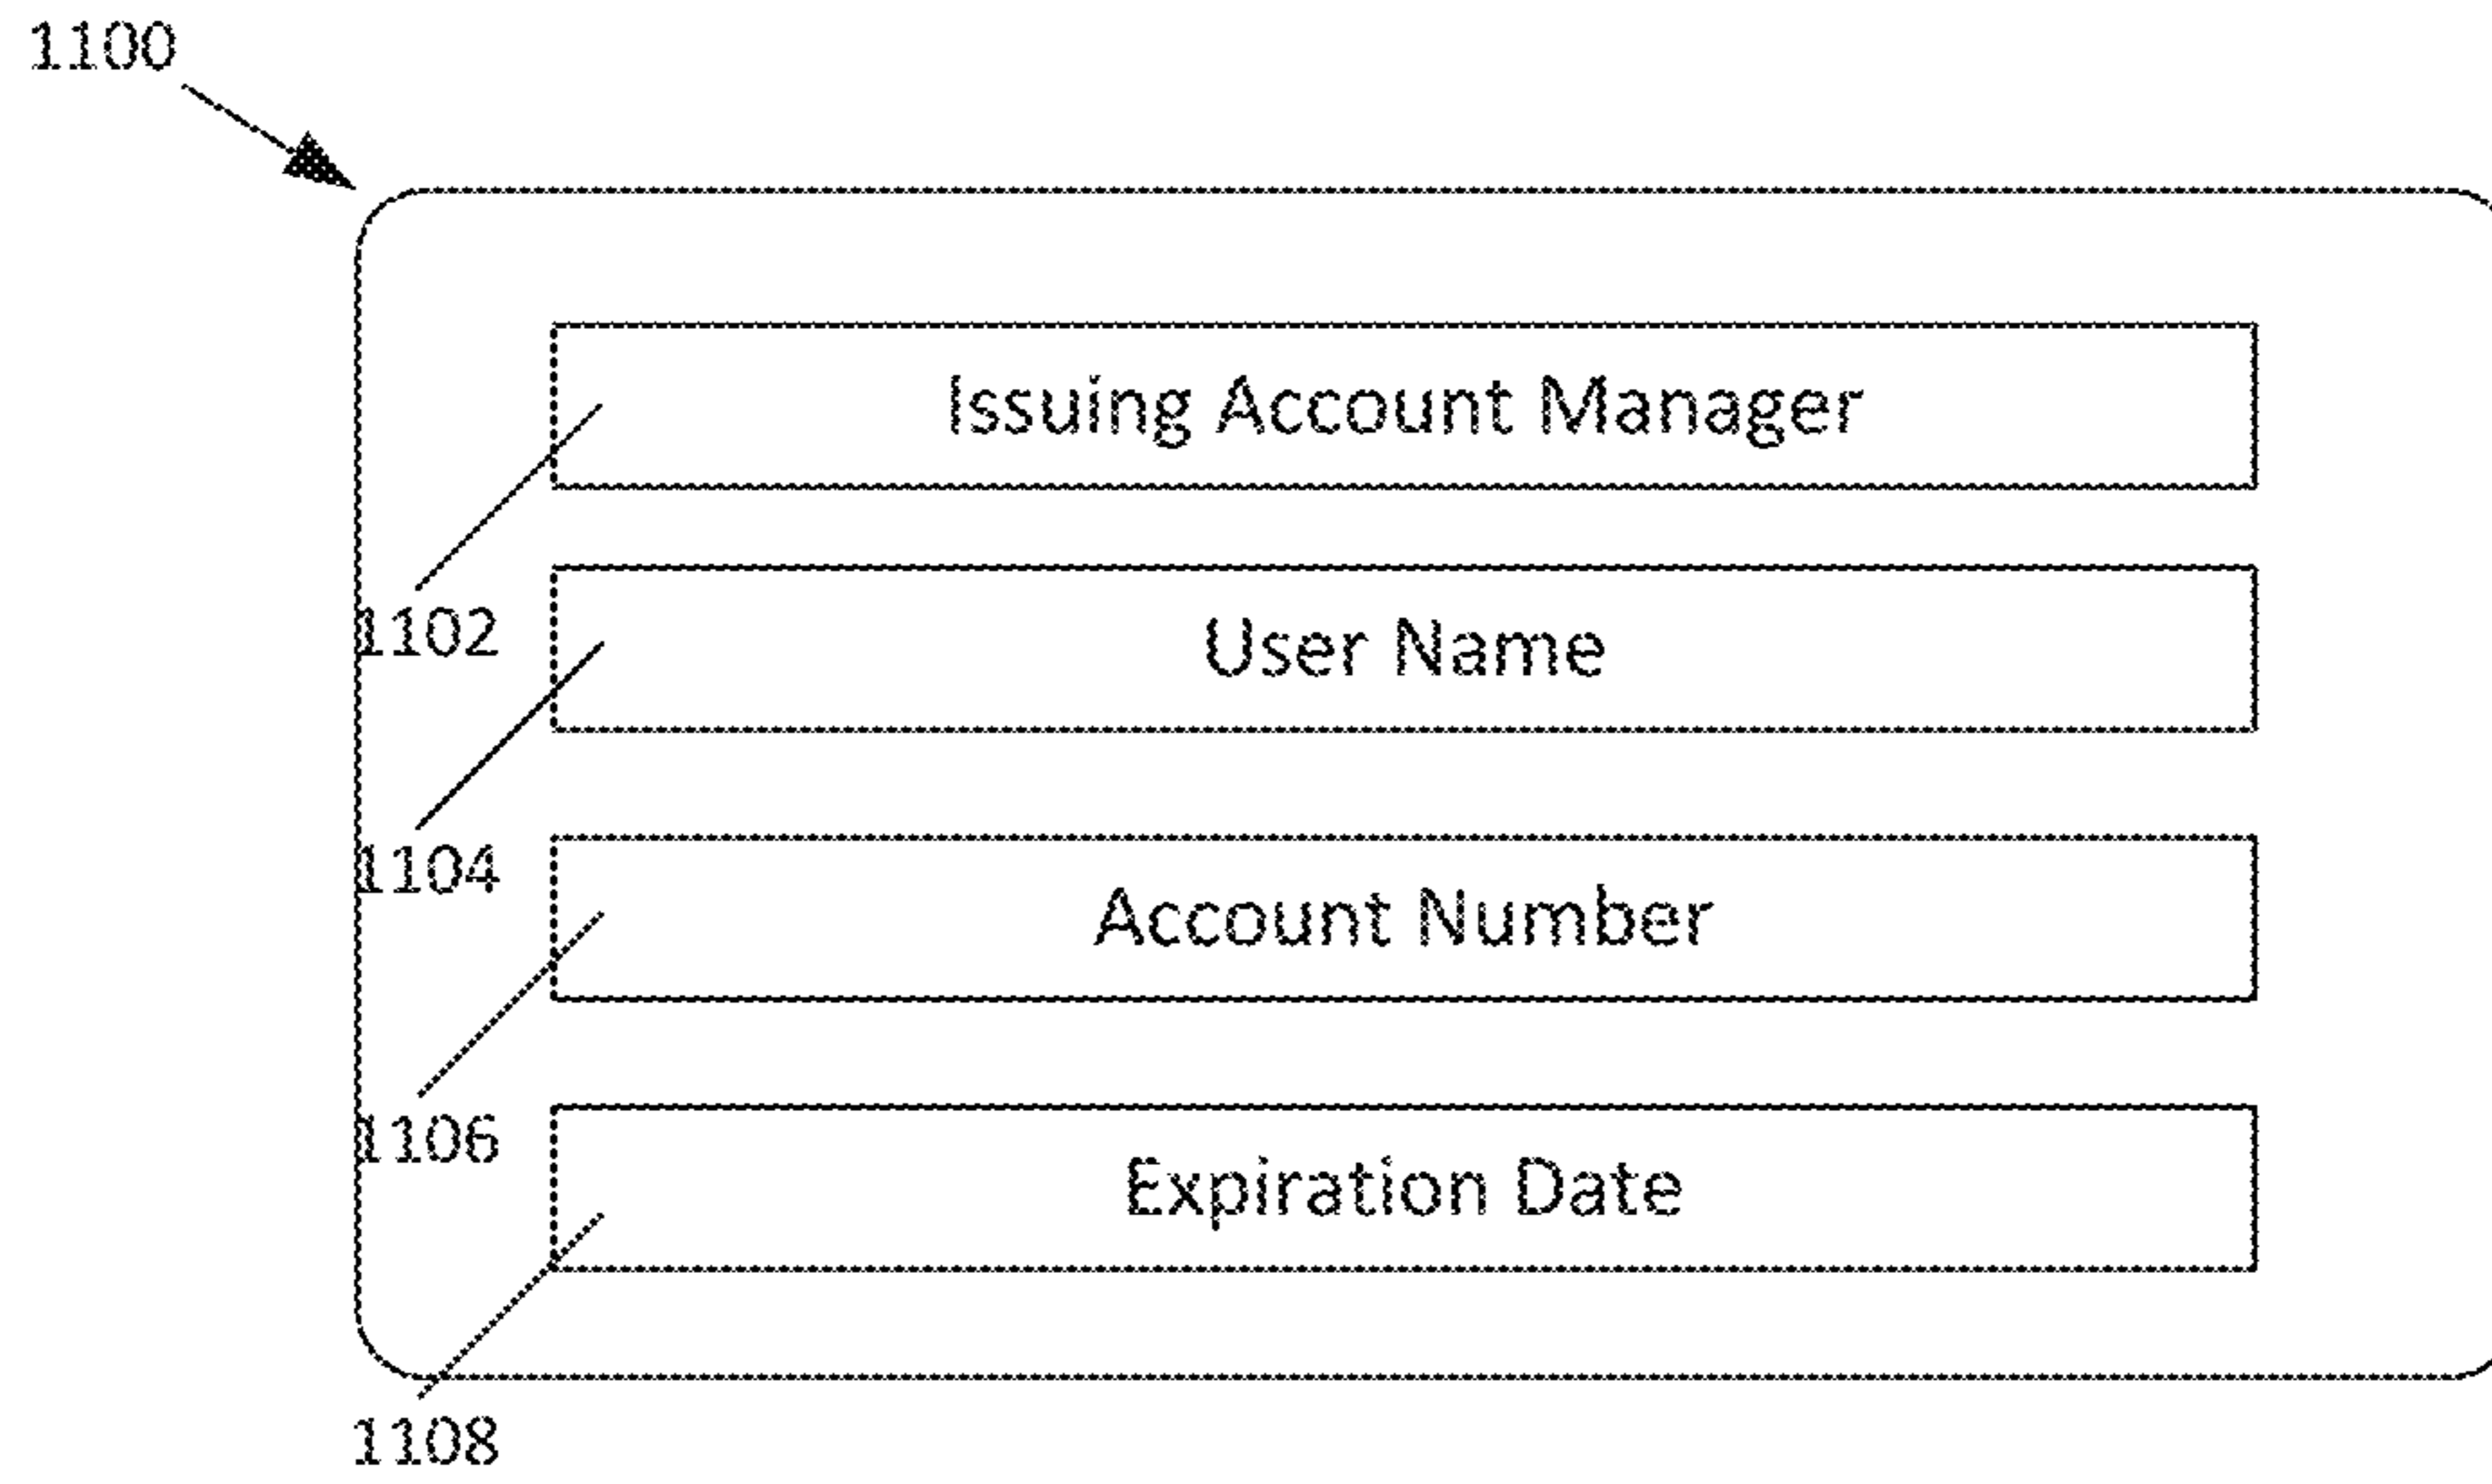 1100
Issuing Account Manager
1102
User Name
1104
Account Number
1106
Expiration Date
1108